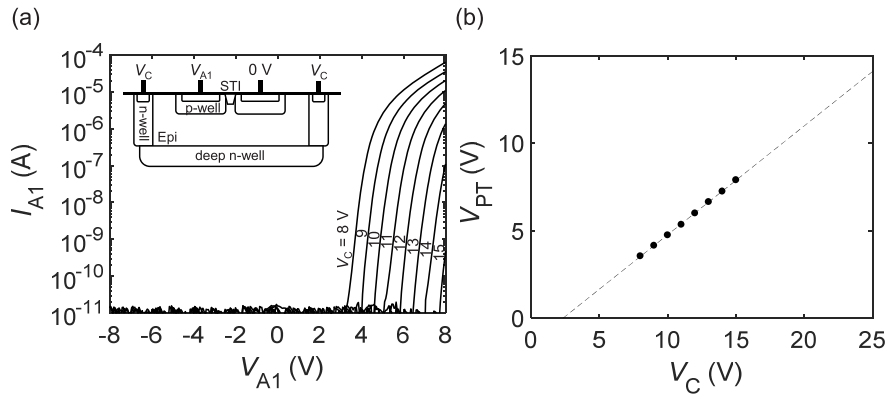 (a)
10⁻⁴
10⁻⁵
10⁻⁶
10⁻⁷
10⁻⁸
10⁻⁹
10⁻¹⁰
10⁻¹¹
I_A1 (A)
-8 -6 -4 -2 0 2 4 6 8
V_A1 (V)
V_C V_A1 0 V V_C
STI
p-well
n-well
Epi
deep n-well
V_C = 8 V
9
10
11
12
13
14
15
(b)
15
10
5
0
V_PT (V)
0 5 10 15 20 25
V_C (V)